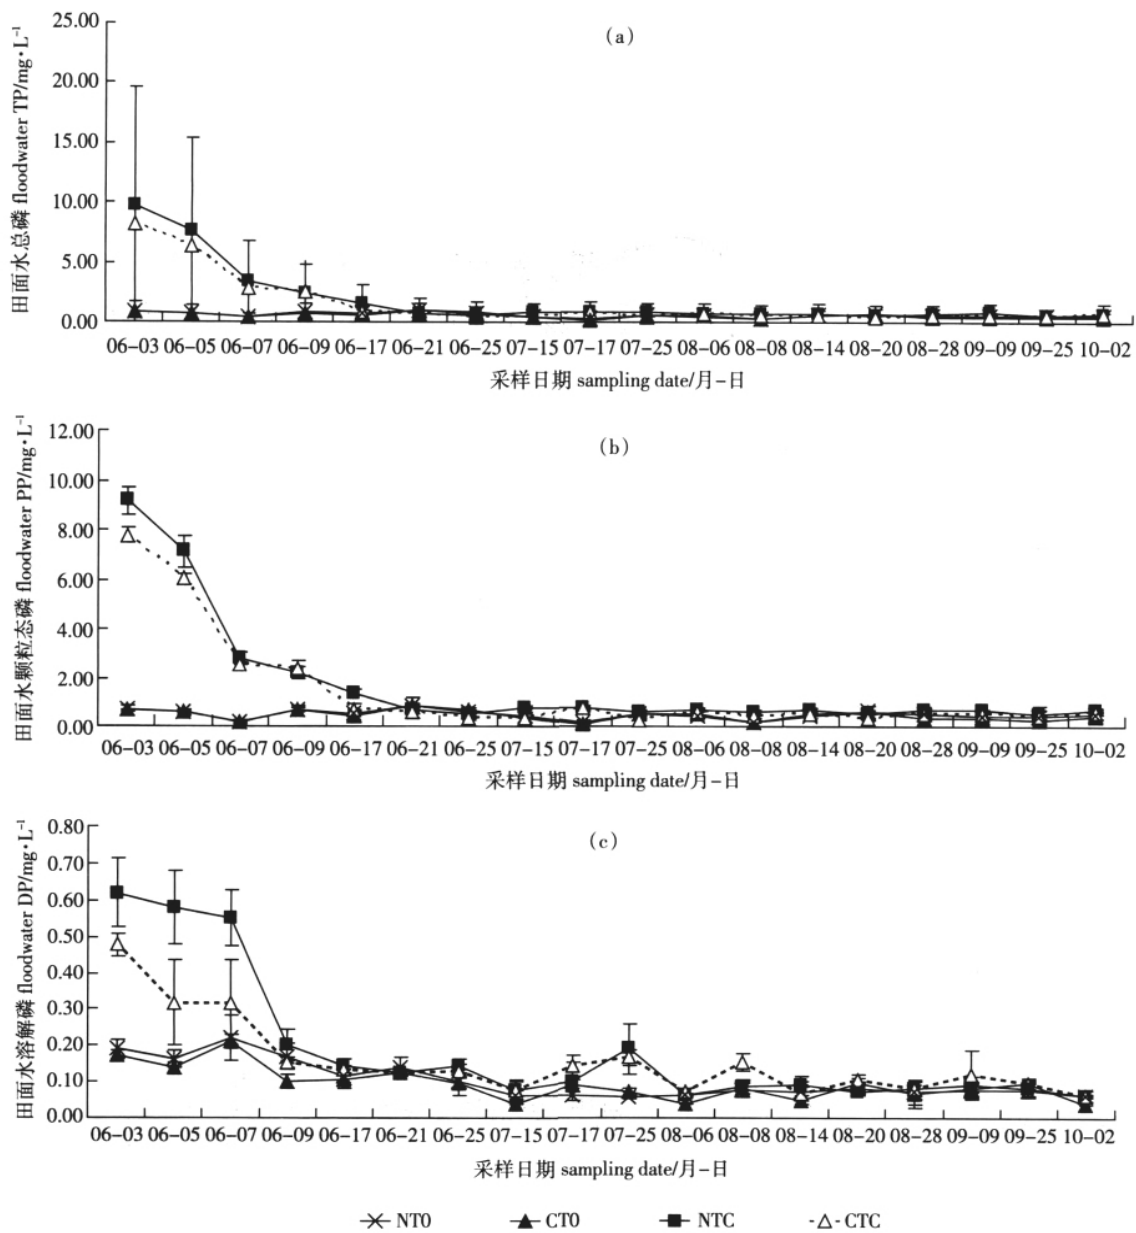 (a)
田面水总磷 floodwater TP/mg·L⁻¹
25.00
20.00
15.00
10.00
5.00
0.00
06-03 06-05 06-07 06-09 06-17 06-21 06-25 07-15 07-17 07-25 08-06 08-08 08-14 08-20 08-28 09-09 09-25 10-02
采样日期 sampling date/月-日
(b)
田面水颗粒态磷 floodwater PP/mg·L⁻¹
12.00
10.00
8.00
6.00
4.00
2.00
0.00
06-03 06-05 06-07 06-09 06-17 06-21 06-25 07-15 07-17 07-25 08-06 08-08 08-14 08-20 08-28 09-09 09-25 10-02
采样日期 sampling date/月-日
(c)
田面水溶解磷 floodwater DP/mg·L⁻¹
0.80
0.70
0.60
0.50
0.40
0.30
0.20
0.10
0.00
06-03 06-05 06-07 06-09 06-17 06-21 06-25 07-15 07-17 07-25 08-06 08-08 08-14 08-20 08-28 09-09 09-25 10-02
采样日期 sampling date/月-日
NT0 CT0 NTC CTC